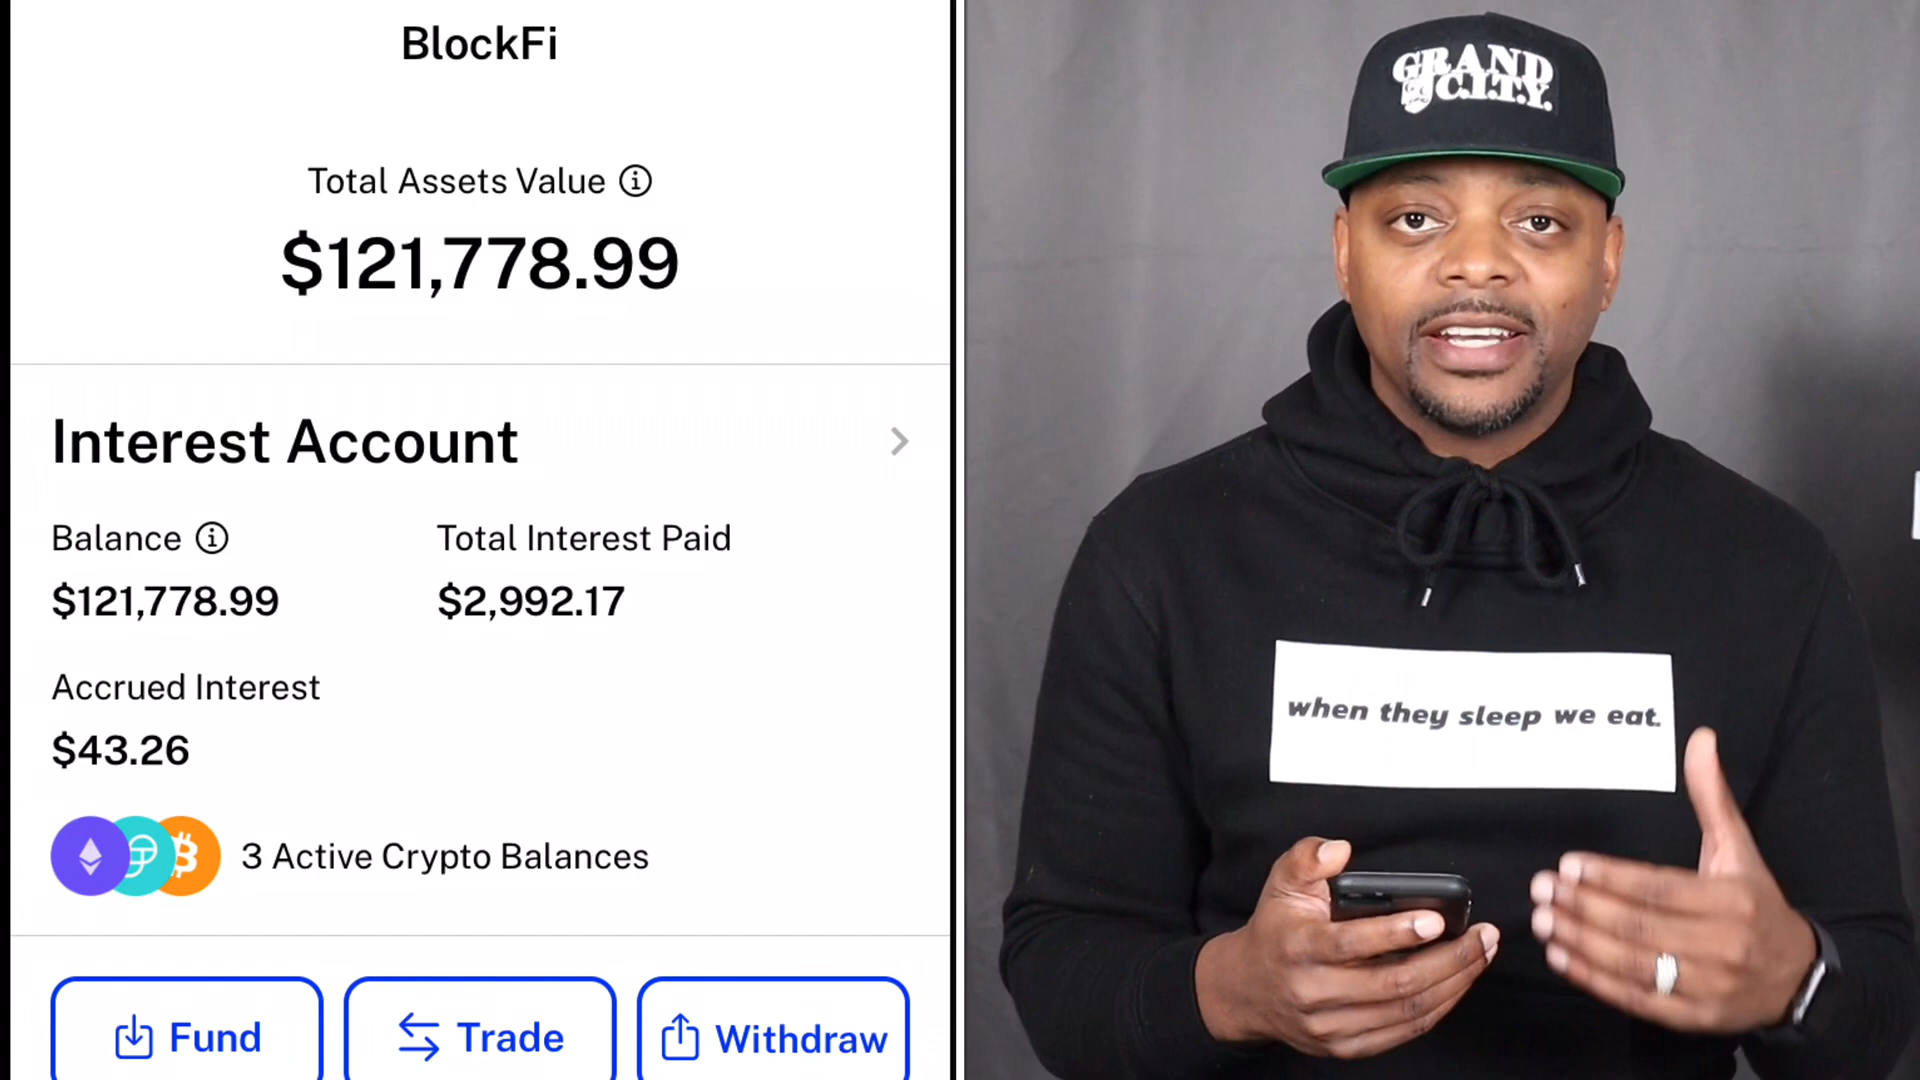 BlockFi
Total Assets Value
$121,778.99
Interest Account
Balance
Total Interest Paid
$121,778.99
$2,992.17
Accrued Interest
$43.26
3 Active Crypto Balances
Fund
Trade
Withdraw
GRAND
C.I.T.Y.
when they sleep we eat.